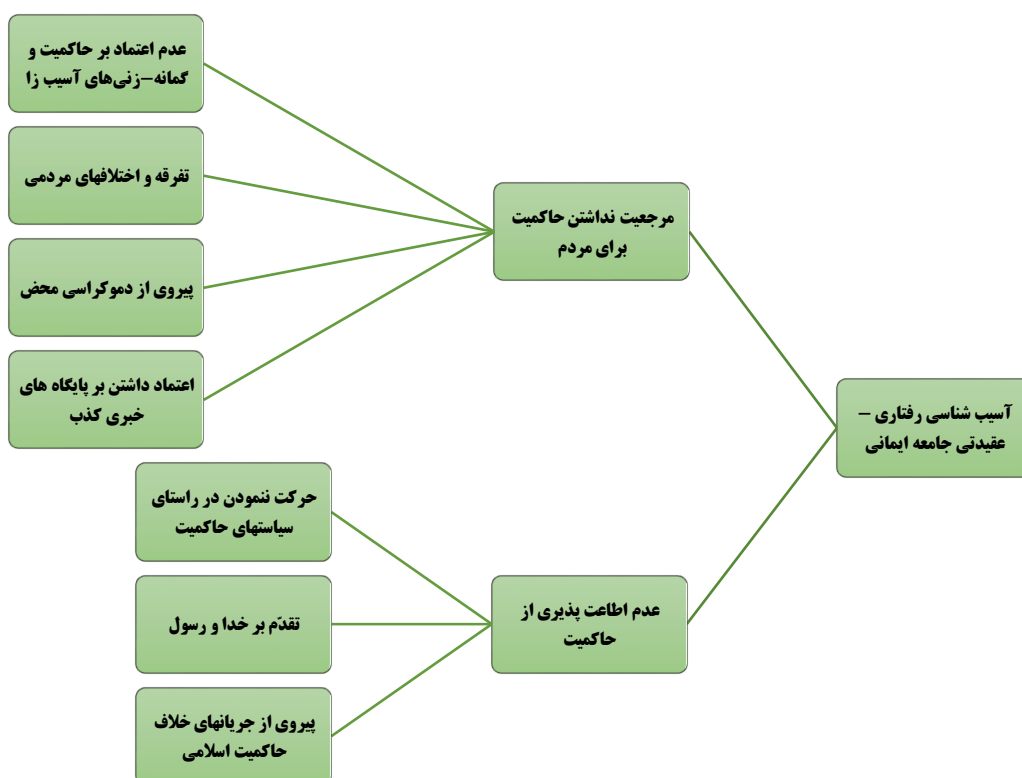 آسیب شناسی رفتاری –
عقیدتی جامعه ایمانی
مرجعیت نداشتن حاکمیت
برای مردم
عدم اعتماد بر حاکمیت و
گمانه–زنی‌های آسیب زا
تفرقه و اختلافهای مردمی
پیروی از دموکراسی محض
اعتماد داشتن بر پایگاه های
خبری کذب
عدم اطاعت پذیری از
حاکمیت
حرکت ننمودن در راستای
سیاستهای حاکمیت
تقدّم بر خدا و رسول
پیروی از جریانهای خلاف
حاکمیت اسلامی